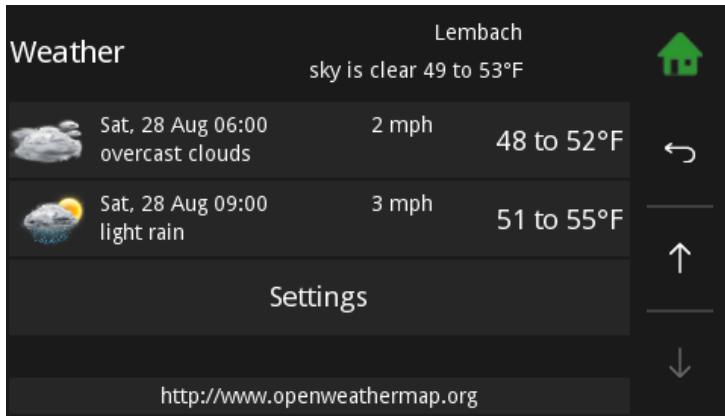 Weather
Lembach
sky is clear 49 to 53°F
Sat, 28 Aug 06:00
2 mph
48 to 52°F
overcast clouds
Sat, 28 Aug 09:00
3 mph
51 to 55°F
light rain
Settings
http://www.openweathermap.org